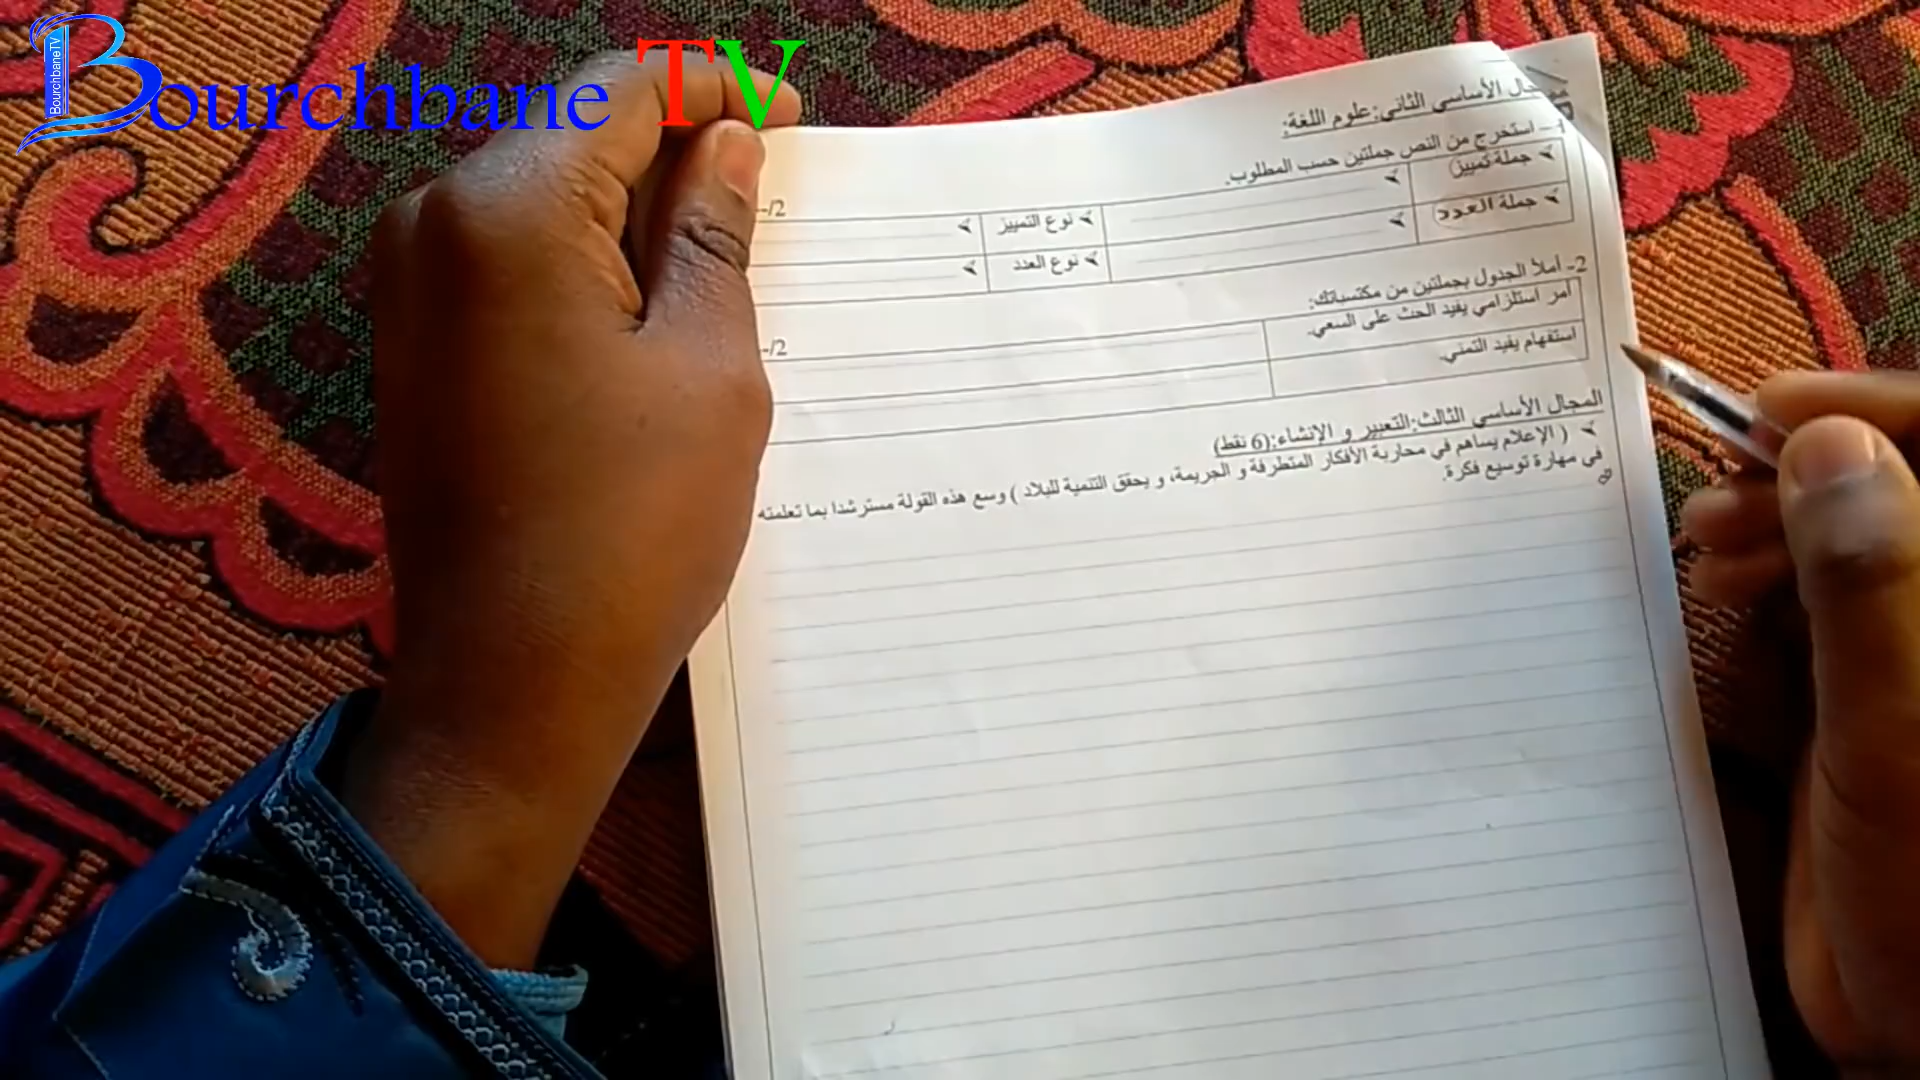 BourchbaneTV
Bourchbane TV
ـجال الأساسي الثاني:علوم اللغة:
1– استخرج من النص جملتين حسب المطلوب.
جملة تمييز
نوع التمييز
--/2
جملة العدد
نوع العدد
2- أملأ الجدول بجملتين من مكتسباتك:
امر استلزامي يفيد الحث على السعي.
--/2
استفهام يفيد التمني.
المجال الأساسي الثالث:التعبير و الإنشاء:(6 نقط)
( الإعلام يساهم في محاربة الأفكار المتطرفة و الجريمة، و يحقق التنمية للبلاد ) وسع هذه القولة مسترشدا بما تعلمته
في مهارة توسيع فكرة.